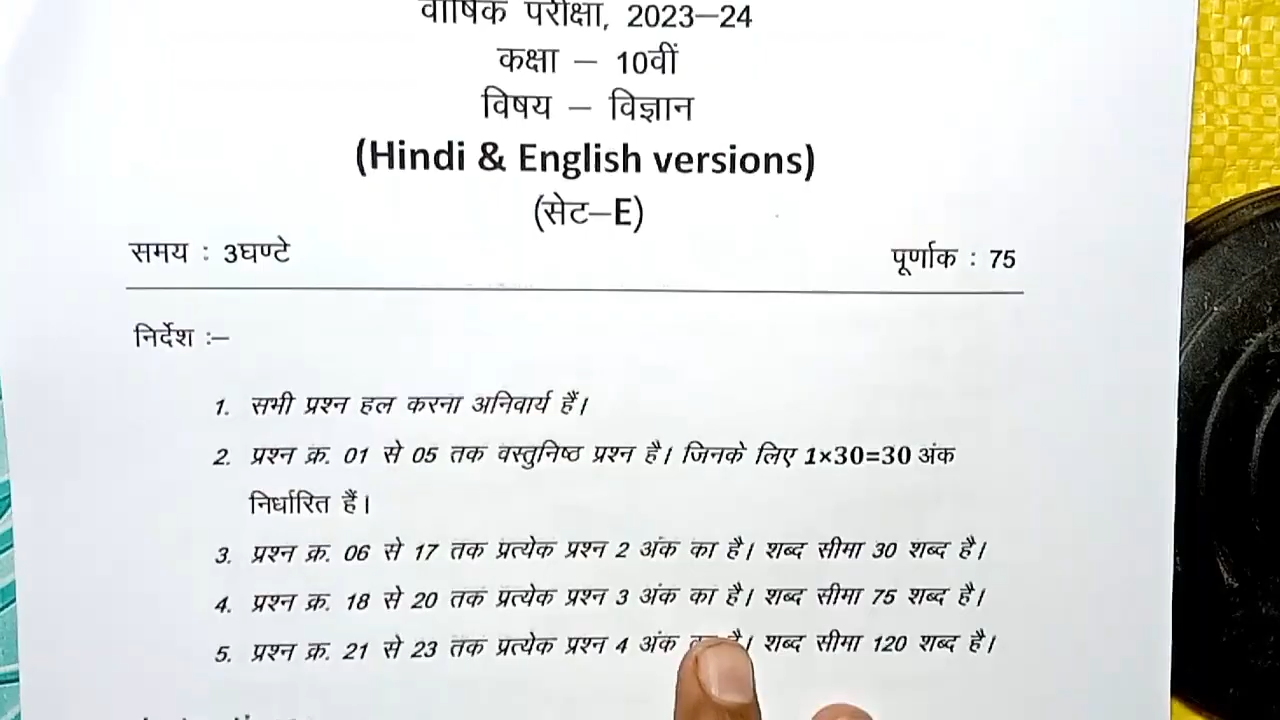 वार्षिक परीक्षा, 2023–24
कक्षा – 10वीं
विषय – विज्ञान
(Hindi & English versions)
(सेट–E)
समय : 3घण्टे पूर्णाक : 75
निर्देश :–
1. सभी प्रश्न हल करना अनिवार्य हैं।
2. प्रश्न क्र. 01 से 05 तक वस्तुनिष्ठ प्रश्न है। जिनके लिए 1×30=30 अंक
निर्धारित हैं।
3. प्रश्न क्र. 06 से 17 तक प्रत्येक प्रश्न 2 अंक का है। शब्द सीमा 30 शब्द है।
4. प्रश्न क्र. 18 से 20 तक प्रत्येक प्रश्न 3 अंक का है। शब्द सीमा 75 शब्द है।
5. प्रश्न क्र. 21 से 23 तक प्रत्येक प्रश्न 4 अंक का है। शब्द सीमा 120 शब्द है।